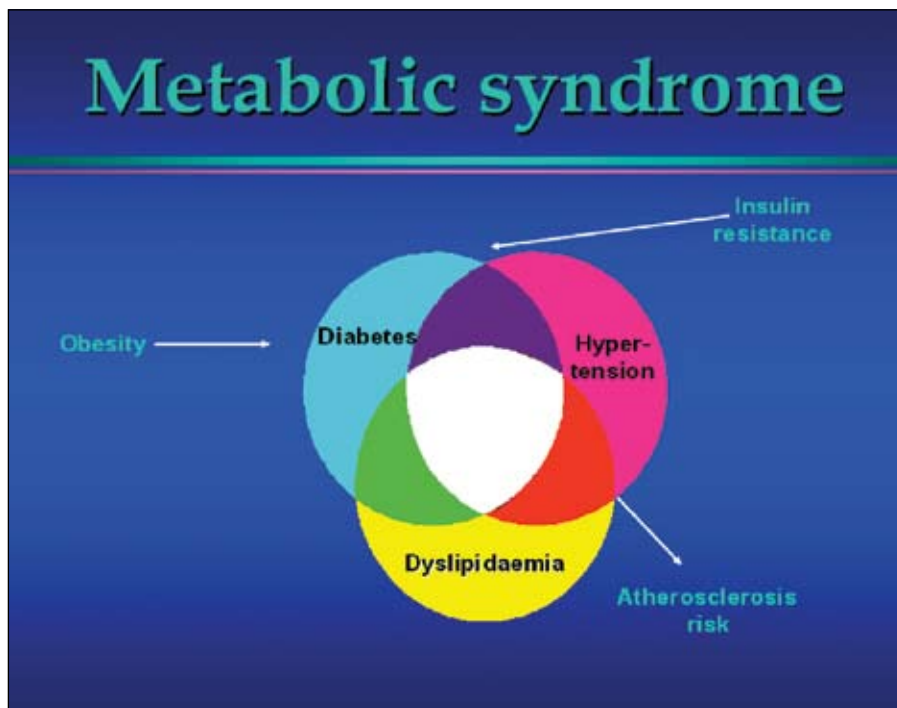 Metabolic syndrome
Insulin
resistance
Obesity
Diabetes
Hyper-
tension
Dyslipidaemia
Atherosclerosis
risk